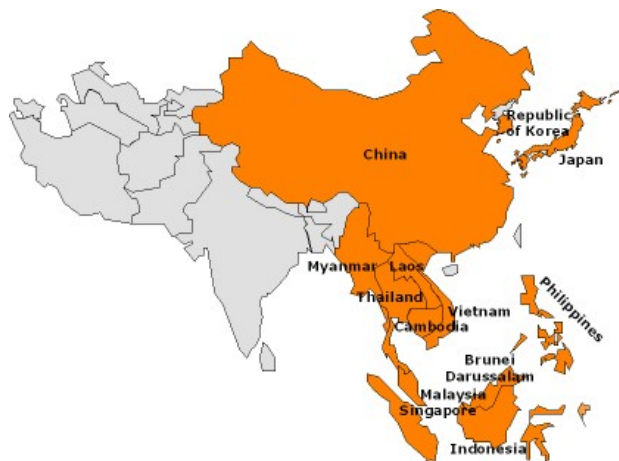 Republic
of Korea
China
Japan
Myanmar
Laos
Thailand
Vietnam
Cambodia
Philippines
Brunei
Darussalam
Malaysia
Singapore
Indonesia